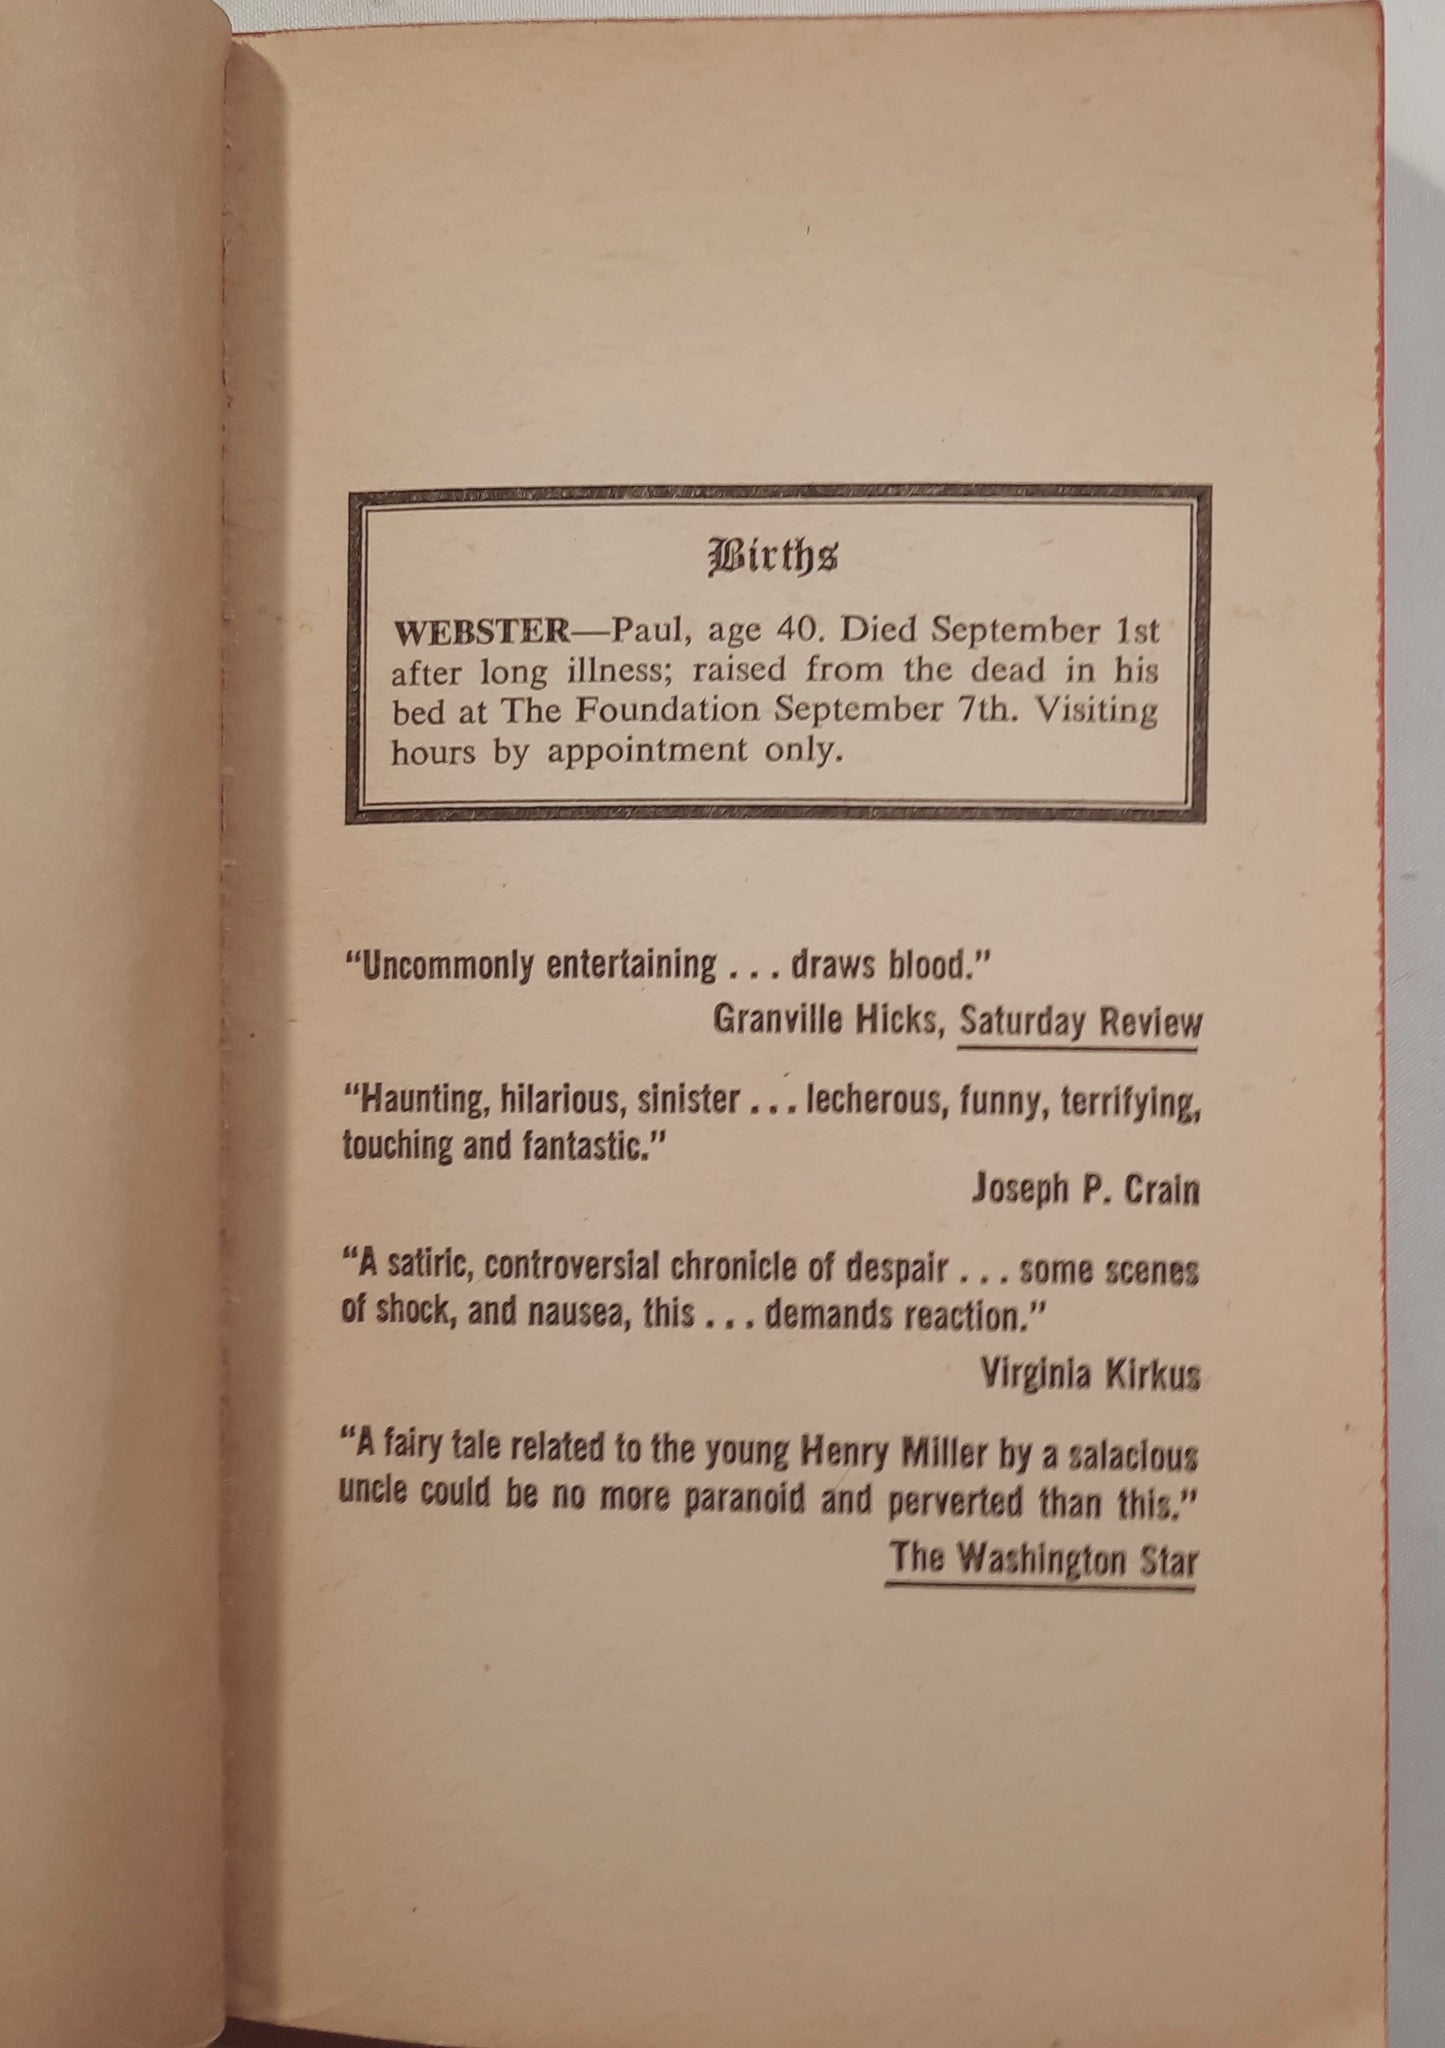 Births
WEBSTER—Paul, age 40. Died September 1st
after long illness; raised from the dead in his
bed at The Foundation September 7th. Visiting
hours by appointment only.
“Uncommonly entertaining . . . draws blood.”
Granville Hicks, Saturday Review
“Haunting, hilarious, sinister . . . lecherous, funny, terrifying,
touching and fantastic.”
Joseph P. Crain
“A satiric, controversial chronicle of despair . . . some scenes
of shock, and nausea, this . . . demands reaction.”
Virginia Kirkus
“A fairy tale related to the young Henry Miller by a salacious
uncle could be no more paranoid and perverted than this.”
The Washington Star